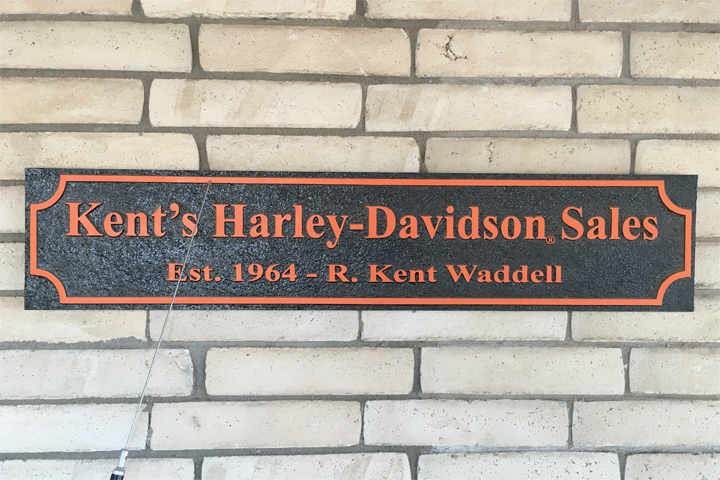 Kent's Harley-Davidson® Sales
Est. 1964 - R. Kent Waddell